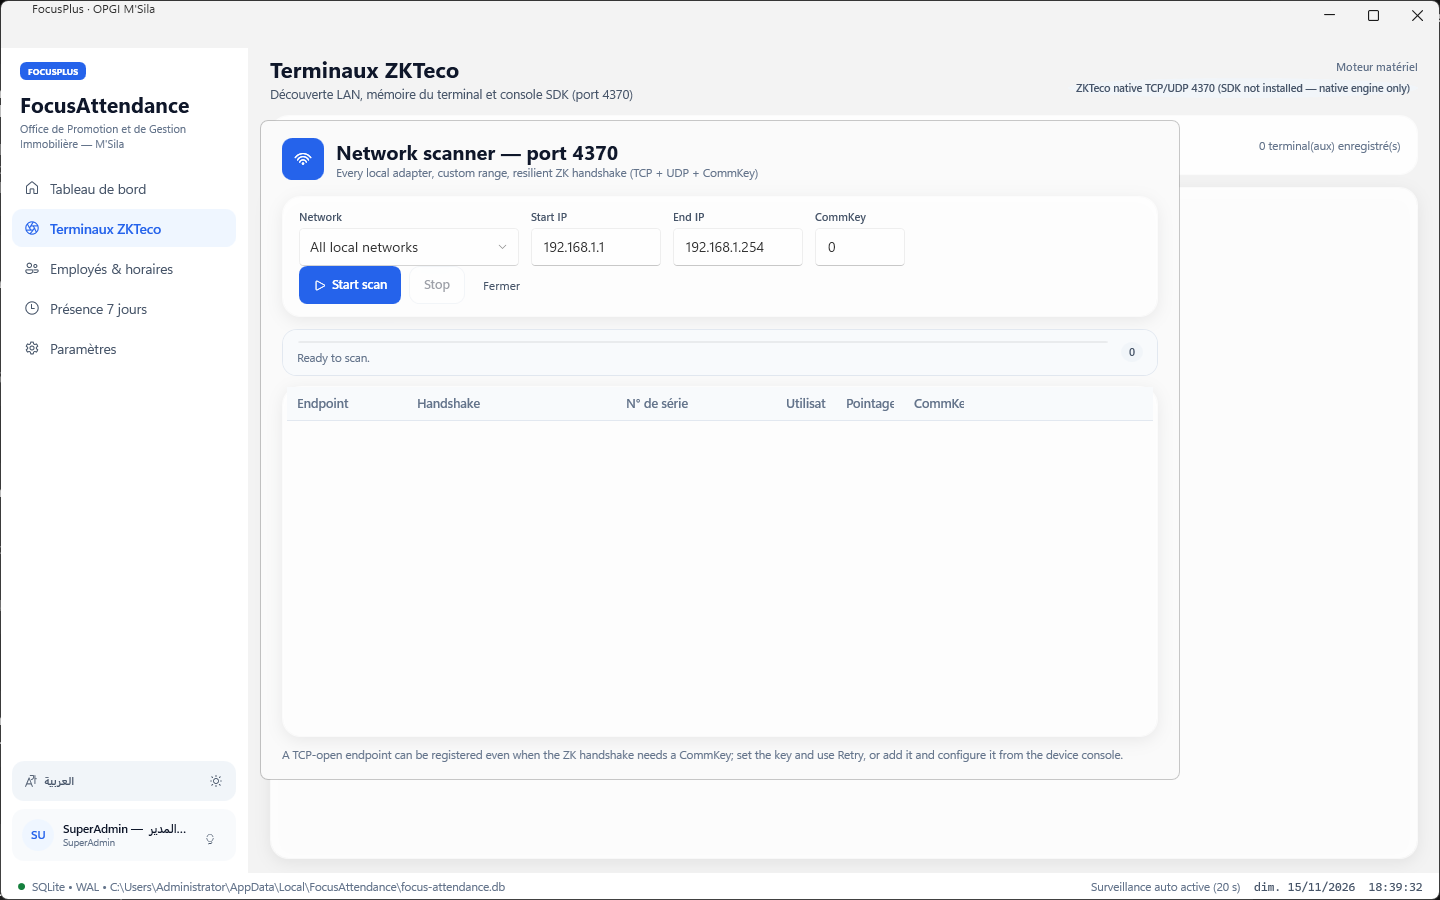 FocusPlus · OPGI M'Sila
FOCUSPLUS
FocusAttendance
Office de Promotion et de Gestion
Immobilière — M'Sila
Tableau de bord
Terminaux ZKTeco
Employés & horaires
Présence 7 jours
Paramètres
العربية
SU
SuperAdmin — المدير...
SuperAdmin
Terminaux ZKTeco
Découverte LAN, mémoire du terminal et console SDK (port 4370)
Moteur matériel
ZKTeco native TCP/UDP 4370 (SDK not installed — native engine only)
0 terminal(aux) enregistré(s)
Network scanner — port 4370
Every local adapter, custom range, resilient ZK handshake (TCP + UDP + CommKey)
Network Start IP End IP CommKey
All local networks 192.168.1.1 192.168.1.254 0
Start scan Stop Fermer
Ready to scan. 0
Endpoint Handshake N° de série Utilisat Pointage CommKe
A TCP-open endpoint can be registered even when the ZK handshake needs a CommKey; set the key and use Retry, or add it and configure it from the device console.
SQLite • WAL • C:\Users\Administrator\AppData\Local\FocusAttendance\focus-attendance.db
Surveillance auto active (20 s) dim. 15/11/2026 18:39:32